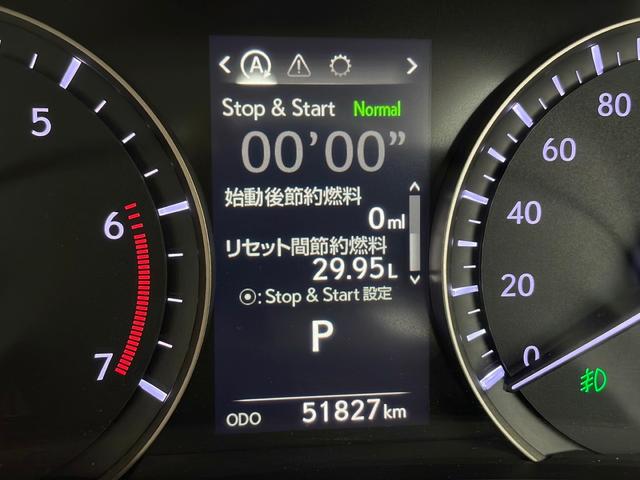 A
Stop & Start Normal
00'00"
始動後節約燃料
0ml
リセット間節約燃料
29.95L
⦿: Stop & Start 設定
P
ODO 51827km
5
6
7
80
60
40
20
0